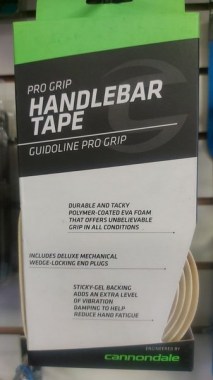 PRO GRIP
HANDLEBAR
TAPE
GUIDOLINE PRO GRIP
DURABLE AND TACKY
POLYMER-COATED EVA FOAM
THAT OFFERS UNBELIEVABLE
GRIP IN ALL CONDITIONS
INCLUDES DELUXE MECHANICAL
WEDGE-LOCKING END PLUGS
STICKY-GEL BACKING
ADDS AN EXTRA LEVEL
OF VIBRATION
DAMPING TO HELP
REDUCE HAND FATIGUE
ENGINEERED BY
cannondale